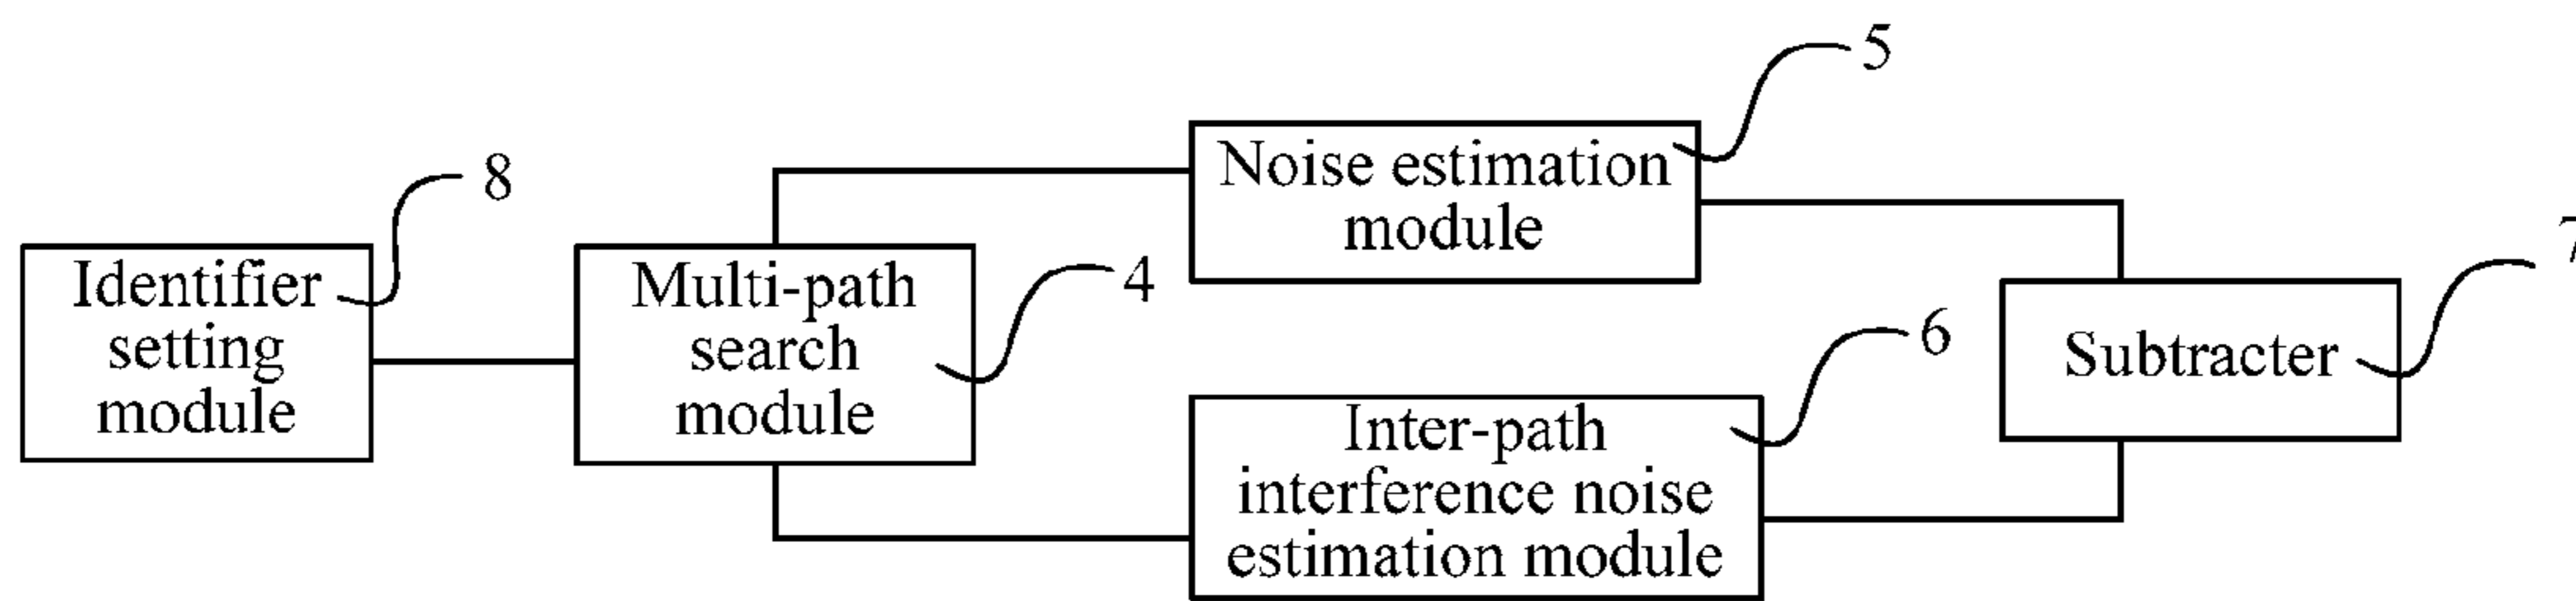 5
Noise estimation
module
8
Identifier
setting
module
4
Multi-path
search
module
7
Subtracter
6
Inter-path
interference noise
estimation module